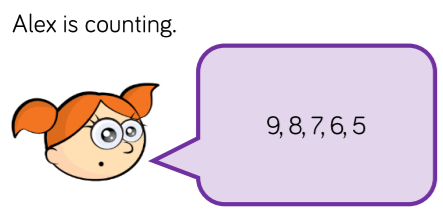 Alex is counting.
9, 8, 7, 6, 5